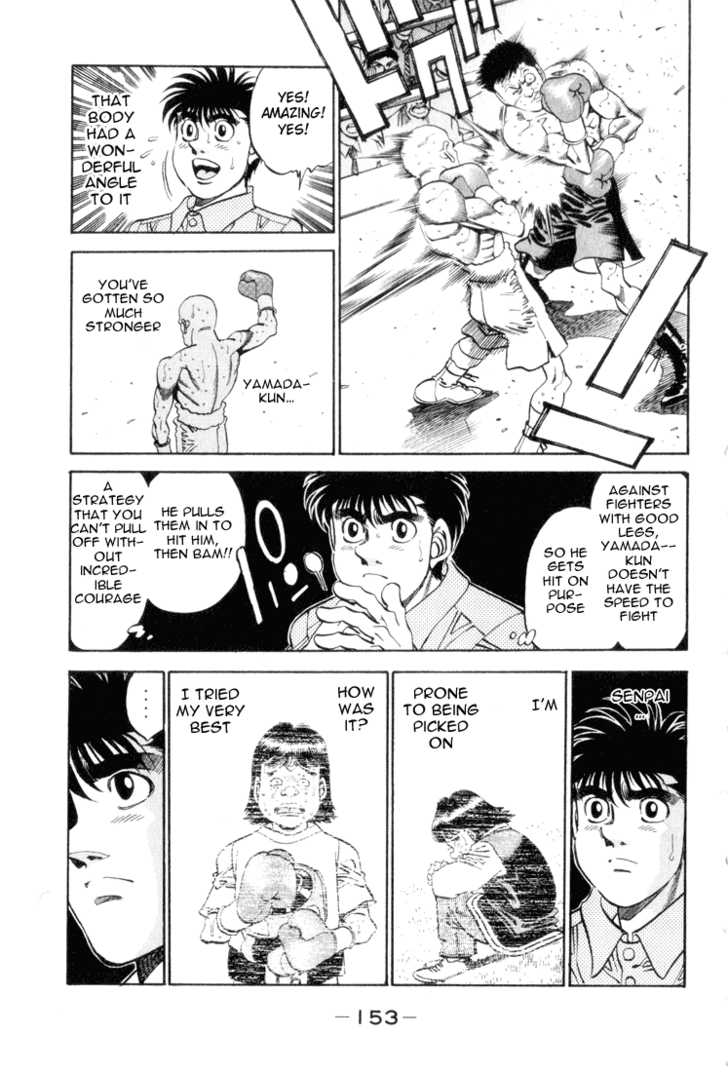 YES!
AMAZING!
YES!
THAT
BODY
HAD A
WON-
DERFUL
ANGLE
TO IT
YAMADA-
KUN...
YOU'VE
GOTTEN SO
MUCH
STRONGER
AGAINST
FIGHTERS
WITH GOOD
LEGS,
YAMADA--
KUN
DOESN'T
HAVE THE
SPEED TO
FIGHT
SO HE
GETS
HIT ON
PUR-
POSE
HE PULLS
THEM IN TO
HIT HIM,
THEN BAM!!
A
STRATEGY
THAT YOU
CAN'T PULL
OFF WITH-
OUT
INCRED-
IBLE
COURAGE
SENPAI
...
I'M
PRONE
TO BEING
PICKED
ON
HOW
WAS
IT?
I TRIED
MY VERY
BEST
...
—153—